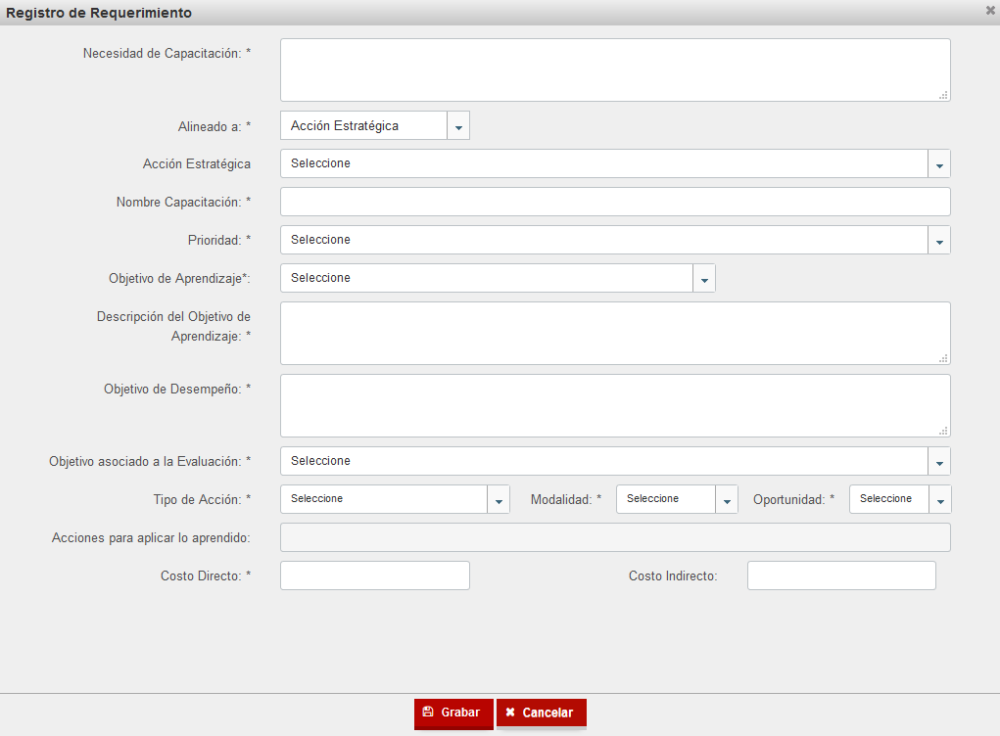 Registro de Requerimiento
Necesidad de Capacitación: *
Alineado a: * Acción Estratégica
Acción Estratégica Seleccione
Nombre Capacitación: *
Prioridad: * Seleccione
Objetivo de Aprendizaje*: Seleccione
Descripción del Objetivo de
Aprendizaje: *
Objetivo de Desempeño: *
Objetivo asociado a la Evaluación: * Seleccione
Tipo de Acción: * Seleccione Modalidad: * Seleccione Oportunidad: * Seleccione
Acciones para aplicar lo aprendido:
Costo Directo: * Costo Indirecto:
Grabar Cancelar